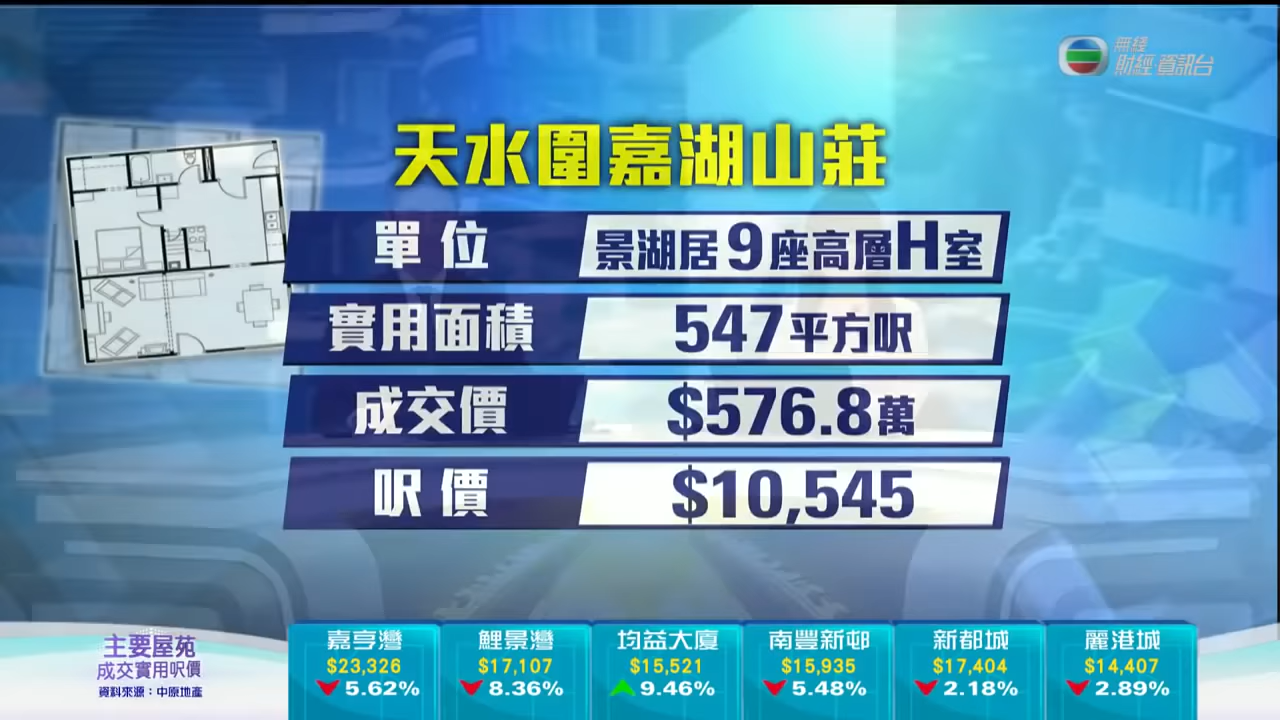 無綫
財經 資訊台
天水圍嘉湖山莊
單位 景湖居9座高層H室
實用面積 547平方呎
成交價 $576.8萬
呎價 $10,545
主要屋苑
成交實用呎價
資料來源：中原地產
嘉亨灣 鯉景灣 均益大廈 南豐新邨 新都城 麗港城
$23,326 $17,107 $15,521 $15,935 $17,404 $14,407
5.62% 8.36% 9.46% 5.48% 2.18% 2.89%